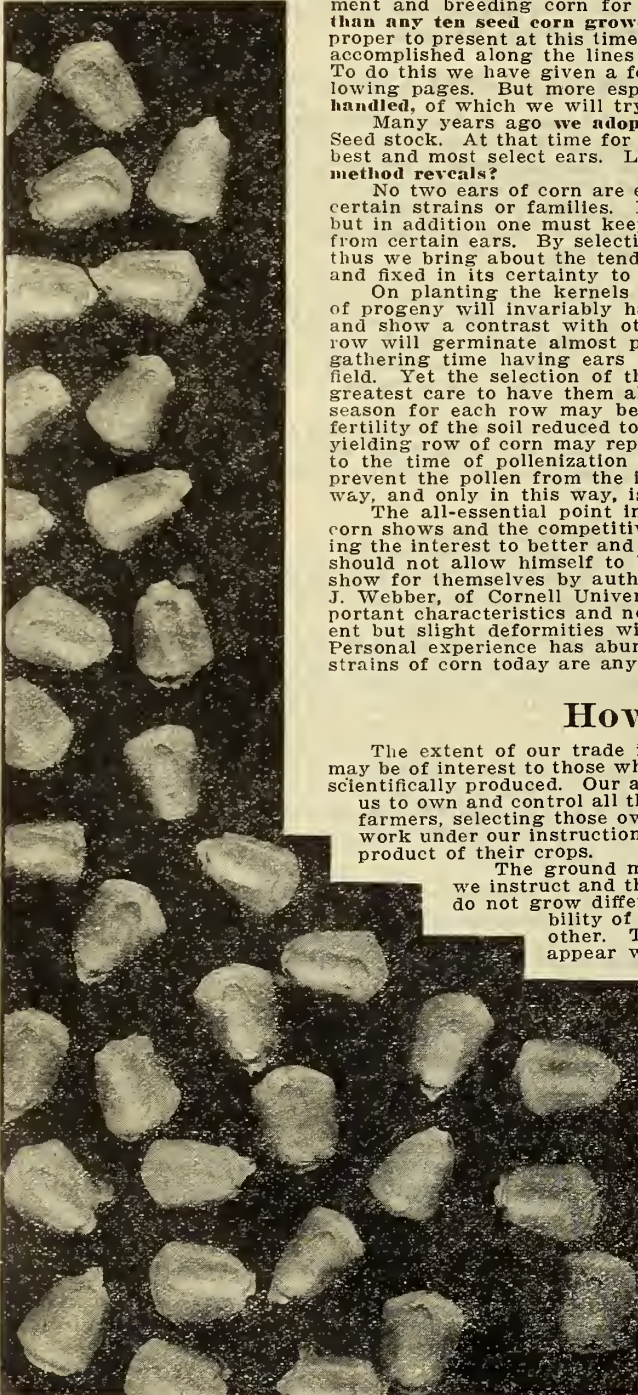 ment and breeding corn for
than any ten seed corn grow
proper to present at this time
accomplished along the lines
To do this we have given a f
lowing pages. But more esp
handled, of which we will try
Many years ago we adop
Seed stock. At that time for
best and most select ears. L
method reveals?
No two ears of corn are e
certain strains or families.
but in addition one must kee
from certain ears. By selecti
thus we bring about the tend
and fixed in its certainty to
On planting the kernels
of progeny will invariably h
and show a contrast with ot
row will germinate almost p
gathering time having ears
field. Yet the selection of th
greatest care to have them a
season for each row may be
fertility of the soil reduced to
yielding row of corn may rep
to the time of pollenization
prevent the pollen from the i
way, and only in this way, is
The all-essential point in
corn shows and the competitiv
ing the interest to better and
should not allow himself to
show for themselves by auth
J. Webber, of Cornell Univer
portant characteristics and n
ent but slight deformities wi
Personal experience has abun
strains of corn today are any
How
The extent of our trade i
may be of interest to those wh
scientifically produced. Our a
us to own and control all th
farmers, selecting those ow
work under our instruction
product of their crops.
The ground m
we instruct and th
do not grow diffe
bility of
other. T
appear w